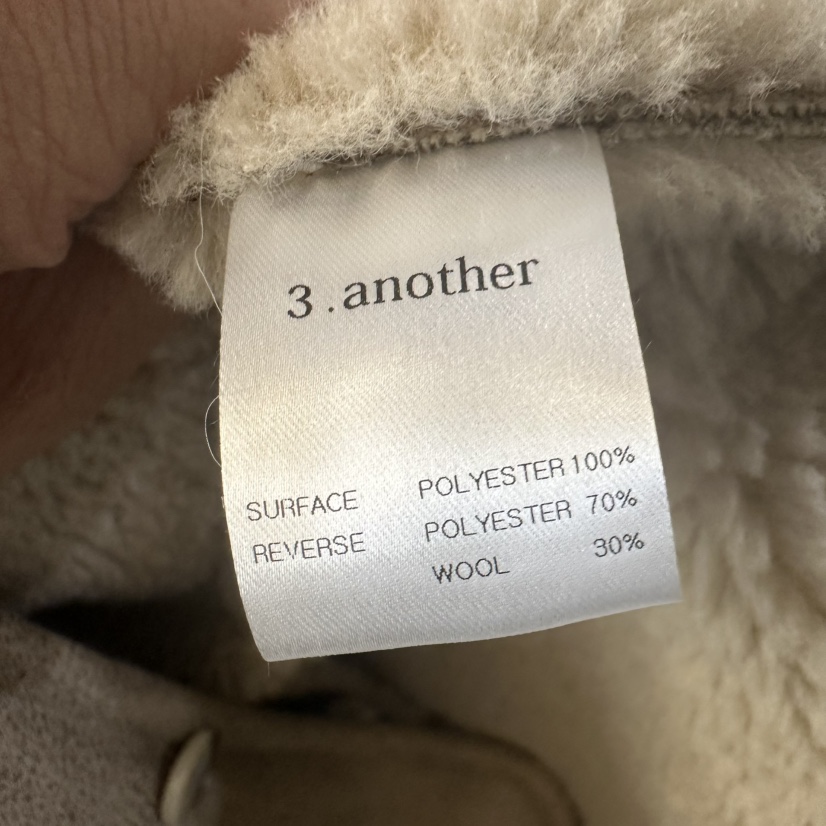 3.another
SURFACE POLYESTER 100%
REVERSE POLYESTER 70%
WOOL 30%